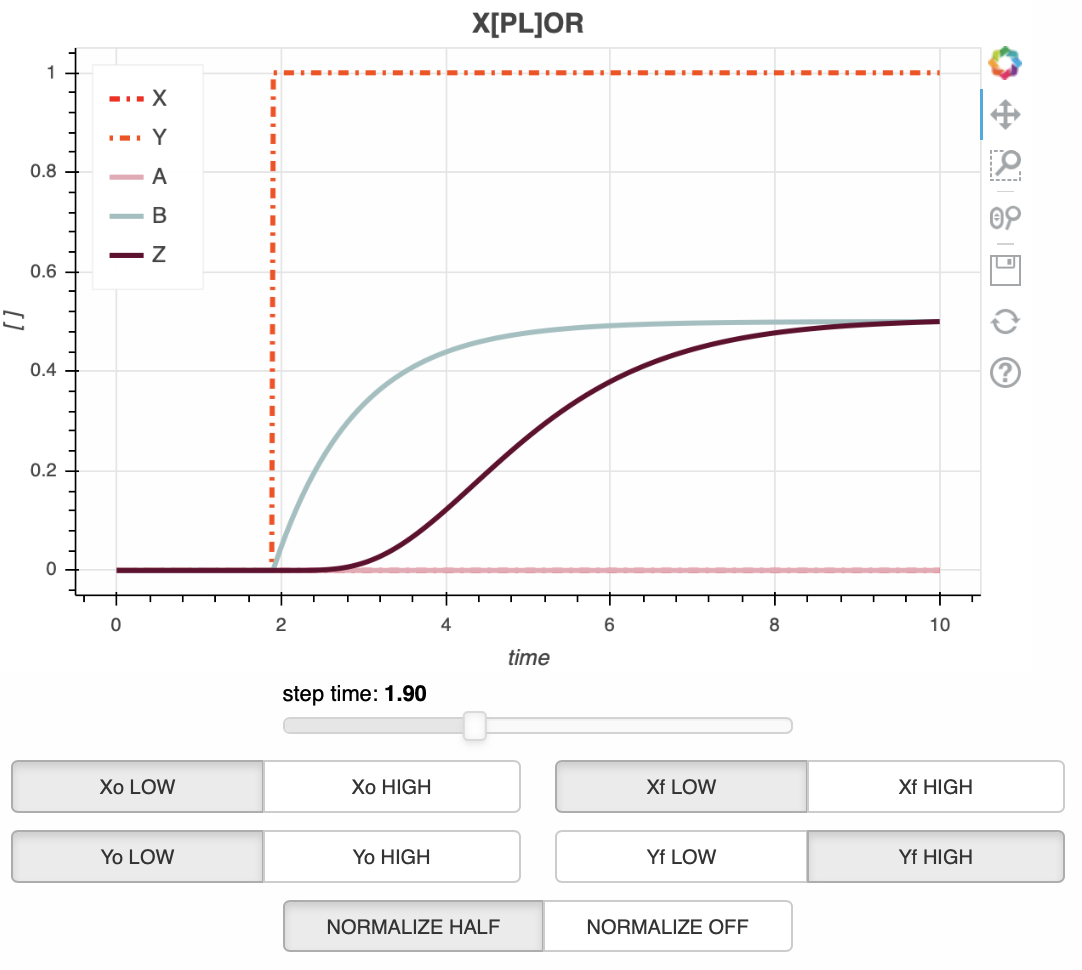 X[PL]OR
1
0.8
0.6
0.4
0.2
0
[]
X
Y
A
B
Z
0 2 4 6 8 10
time
step time: 1.90
Xo LOW Xo HIGH Xf LOW Xf HIGH
Yo LOW Yo HIGH Yf LOW Yf HIGH
NORMALIZE HALF NORMALIZE OFF